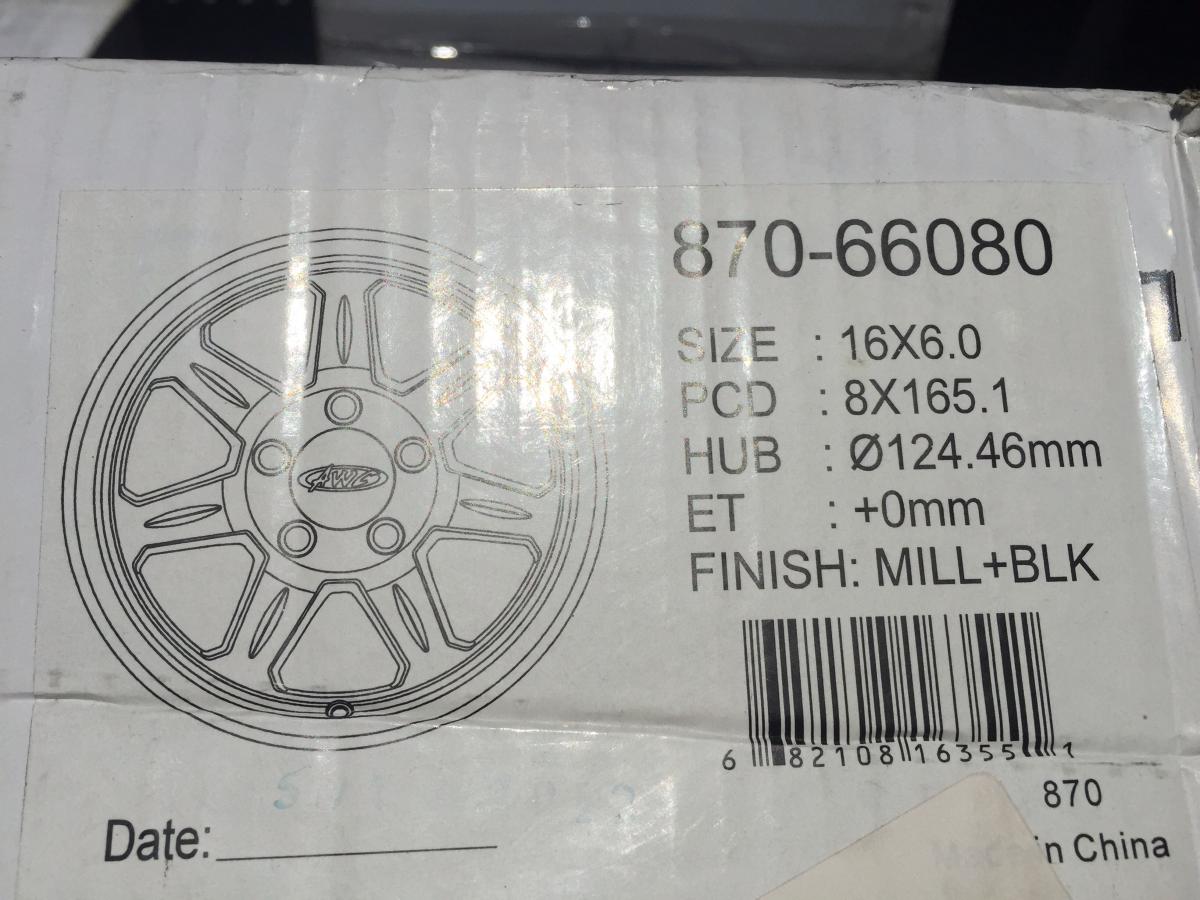 870-66080
SIZE : 16X6.0
PCD : 8X165.1
HUB : Ø124.46mm
ET : +0mm
FINISH: MILL+BLK
6 82108 16355 1
870
Made in China
Date: